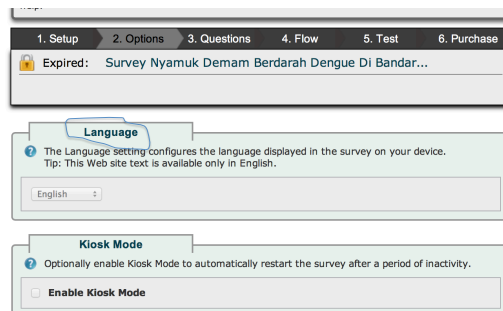 1. Setup 2. Options 3. Questions 4. Flow 5. Test 6. Purchase
Expired: Survey Nyamuk Demam Berdarah Dengue Di Bandar...
Language
The Language setting configures the language displayed in the survey on your device.
Tip: This Web site text is available only in English.
English
Kiosk Mode
Optionally enable Kiosk Mode to automatically restart the survey after a period of inactivity.
Enable Kiosk Mode